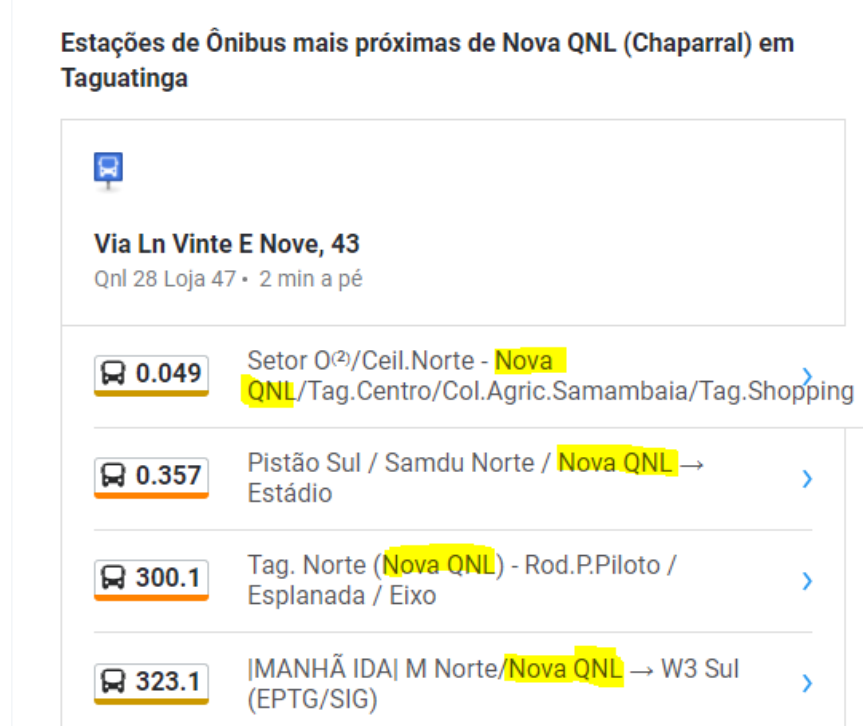 Estações de Ônibus mais próximas de Nova QNL (Chaparral) em
Taguatinga
Via Ln Vinte E Nove, 43
Qnl 28 Loja 47 • 2 min a pé
0.049
Setor O⁽²⁾/Ceil.Norte - Nova
QNL/Tag.Centro/Col.Agric.Samambaia/Tag.Shopping
0.357
Pistão Sul / Samdu Norte / Nova QNL →
Estádio
300.1
Tag. Norte (Nova QNL) - Rod.P.Piloto /
Esplanada / Eixo
323.1
|MANHÃ IDA| M Norte/Nova QNL → W3 Sul
(EPTG/SIG)